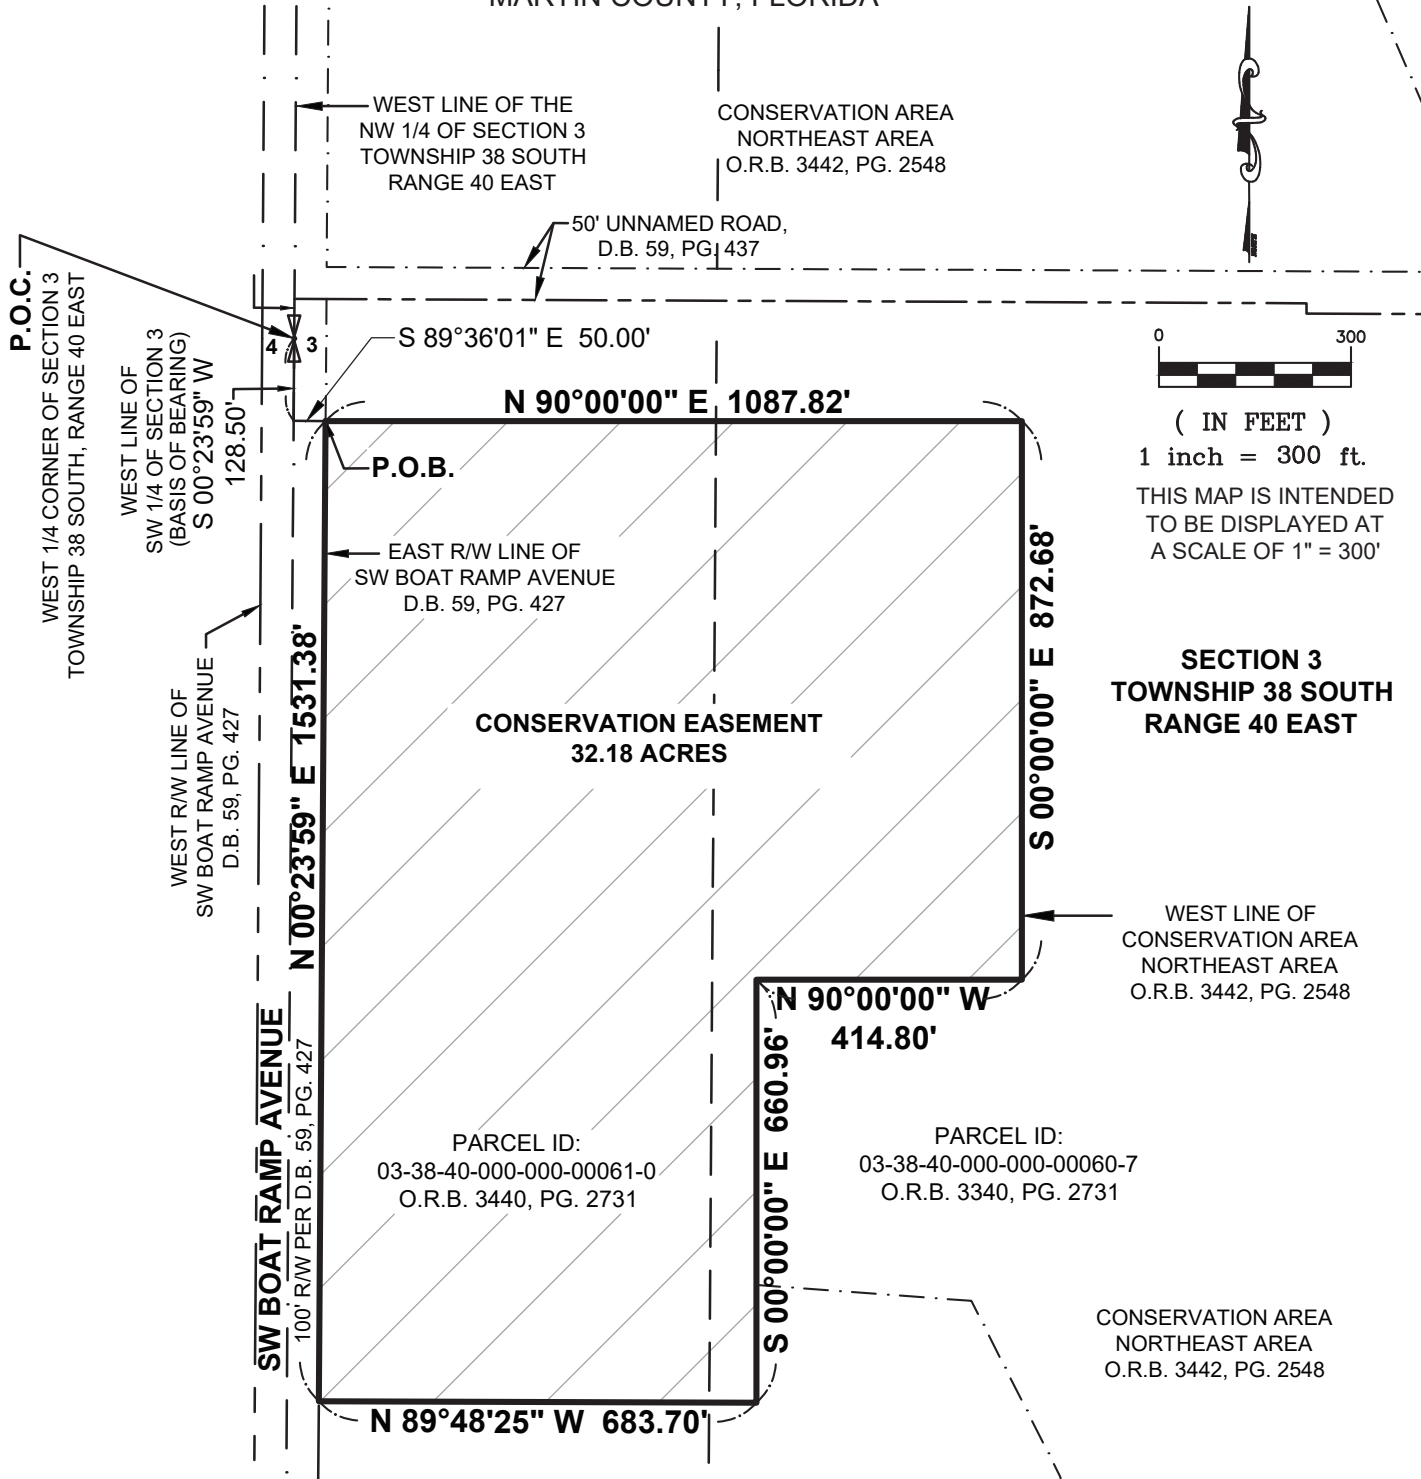 MARTIN COUNTY, FLORIDA
WEST LINE OF THE
NW 1/4 OF SECTION 3
TOWNSHIP 38 SOUTH
RANGE 40 EAST
CONSERVATION AREA
NORTHEAST AREA
O.R.B. 3442, PG. 2548
50' UNNAMED ROAD,
D.B. 59, PG. 437
P.O.C.
WEST 1/4 CORNER OF SECTION 3
TOWNSHIP 38 SOUTH, RANGE 40 EAST
4 3
WEST LINE OF
SW 1/4 OF SECTION 3
(BASIS OF BEARING)
S 00°23'59" W
128.50'
S 89°36'01" E 50.00'
0 300
( IN FEET )
1 inch = 300 ft.
THIS MAP IS INTENDED
TO BE DISPLAYED AT
A SCALE OF 1" = 300'
N 90°00'00" E 1087.82'
P.O.B.
EAST R/W LINE OF
SW BOAT RAMP AVENUE
D.B. 59, PG. 427
WEST R/W LINE OF
SW BOAT RAMP AVENUE
D.B. 59, PG. 427
N 00°23'59" E 1531.38'
S 00°00'00" E 872.68'
SECTION 3
TOWNSHIP 38 SOUTH
RANGE 40 EAST
CONSERVATION EASEMENT
32.18 ACRES
WEST LINE OF
CONSERVATION AREA
NORTHEAST AREA
O.R.B. 3442, PG. 2548
N 90°00'00" W
414.80'
SW BOAT RAMP AVENUE
100' R/W PER D.B. 59, PG. 427
S 00°00'00" E 660.96'
PARCEL ID:
03-38-40-000-000-00061-0
O.R.B. 3440, PG. 2731
PARCEL ID:
03-38-40-000-000-00060-7
O.R.B. 3340, PG. 2731
CONSERVATION AREA
NORTHEAST AREA
O.R.B. 3442, PG. 2548
N 89°48'25" W 683.70'